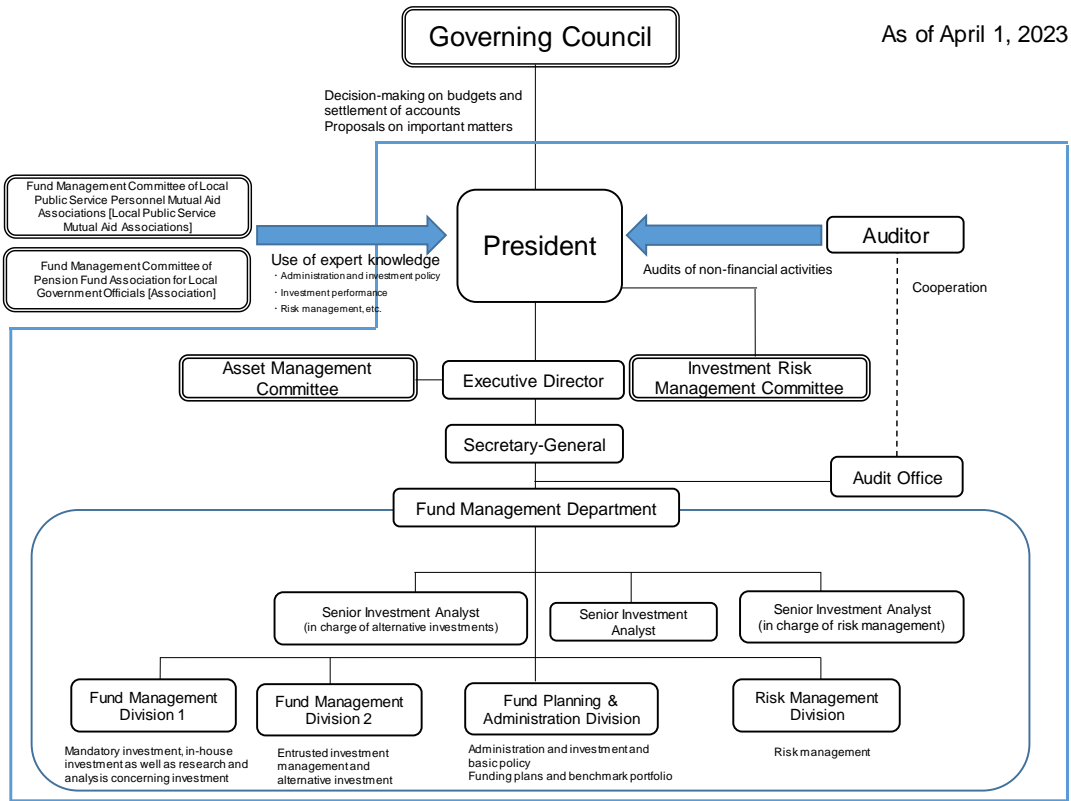 Governing Council
As of April 1, 2023
Decision-making on budgets and
settlement of accounts
Proposals on important matters
Fund Management Committee of Local
Public Service Personnel Mutual Aid
Associations [Local Public Service
Mutual Aid Associations]
Fund Management Committee of
Pension Fund Association for Local
Government Officials [Association]
Use of expert knowledge
・Administration and investment policy
・Investment performance
・Risk management, etc.
President
Auditor
Audits of non-financial activities
Cooperation
Asset Management
Committee
Executive Director
Investment Risk
Management Committee
Secretary-General
Audit Office
Fund Management Department
Senior Investment Analyst
(in charge of alternative investments)
Senior Investment
Analyst
Senior Investment Analyst
(in charge of risk management)
Fund Management
Division 1
Fund Management
Division 2
Fund Planning &
Administration Division
Risk Management
Division
Mandatory investment, in-house
investment as well as research and
analysis concerning investment
Entrusted investment
management and
alternative investment
Administration and investment and
basic policy
Funding plans and benchmark portfolio
Risk management